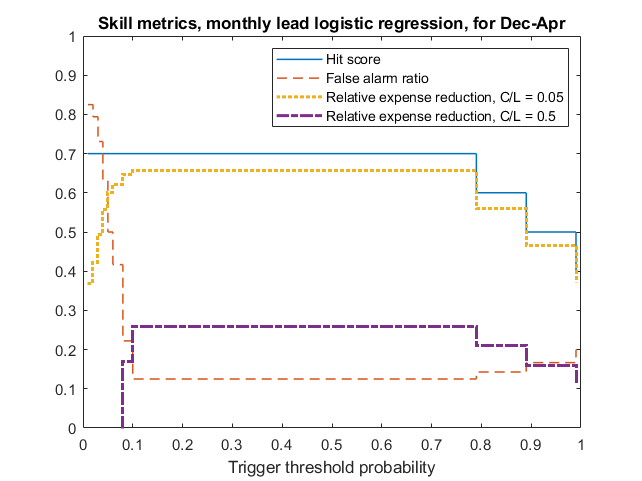 Skill metrics, monthly lead logistic regression, for Dec-Apr
1
0.9
0.8
0.7
0.6
0.5
0.4
0.3
0.2
0.1
0
Hit score
False alarm ratio
Relative expense reduction, C/L = 0.05
Relative expense reduction, C/L = 0.5
0 0.1 0.2 0.3 0.4 0.5 0.6 0.7 0.8 0.9 1
Trigger threshold probability